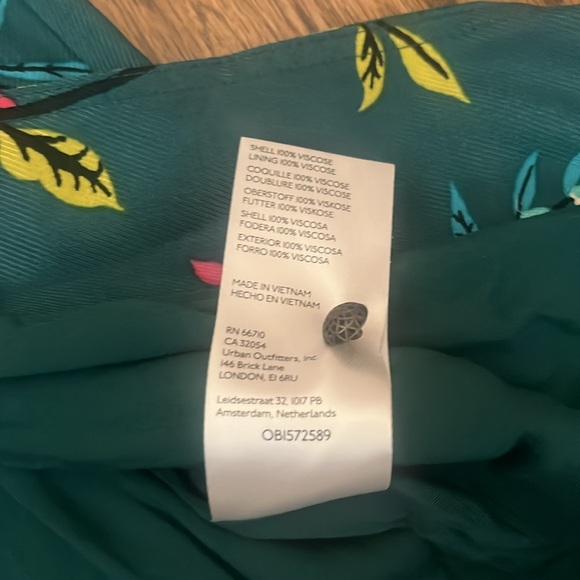 SHELL 100% VISCOSE
LINING 100% VISCOSE
COQUILLE 100% VISCOSE
DOUBLURE 100% VISCOSE
OBERSTOFF 100% VISKOSE
FUTTER 100% VISKOSE
SHELL 100% VISCOSA
FODERA 100% VISCOSA
EXTERIOR 100% VISCOSA
FORRO 100% VISCOSA
MADE IN VIETNAM
HECHO EN VIETNAM
RN 66710
CA 32054
Urban Outfitters, Inc
146 Brick Lane
LONDON, E1 6RU
Leidsestraat 32, 1017 PB
Amsterdam, Netherlands
OB1572589